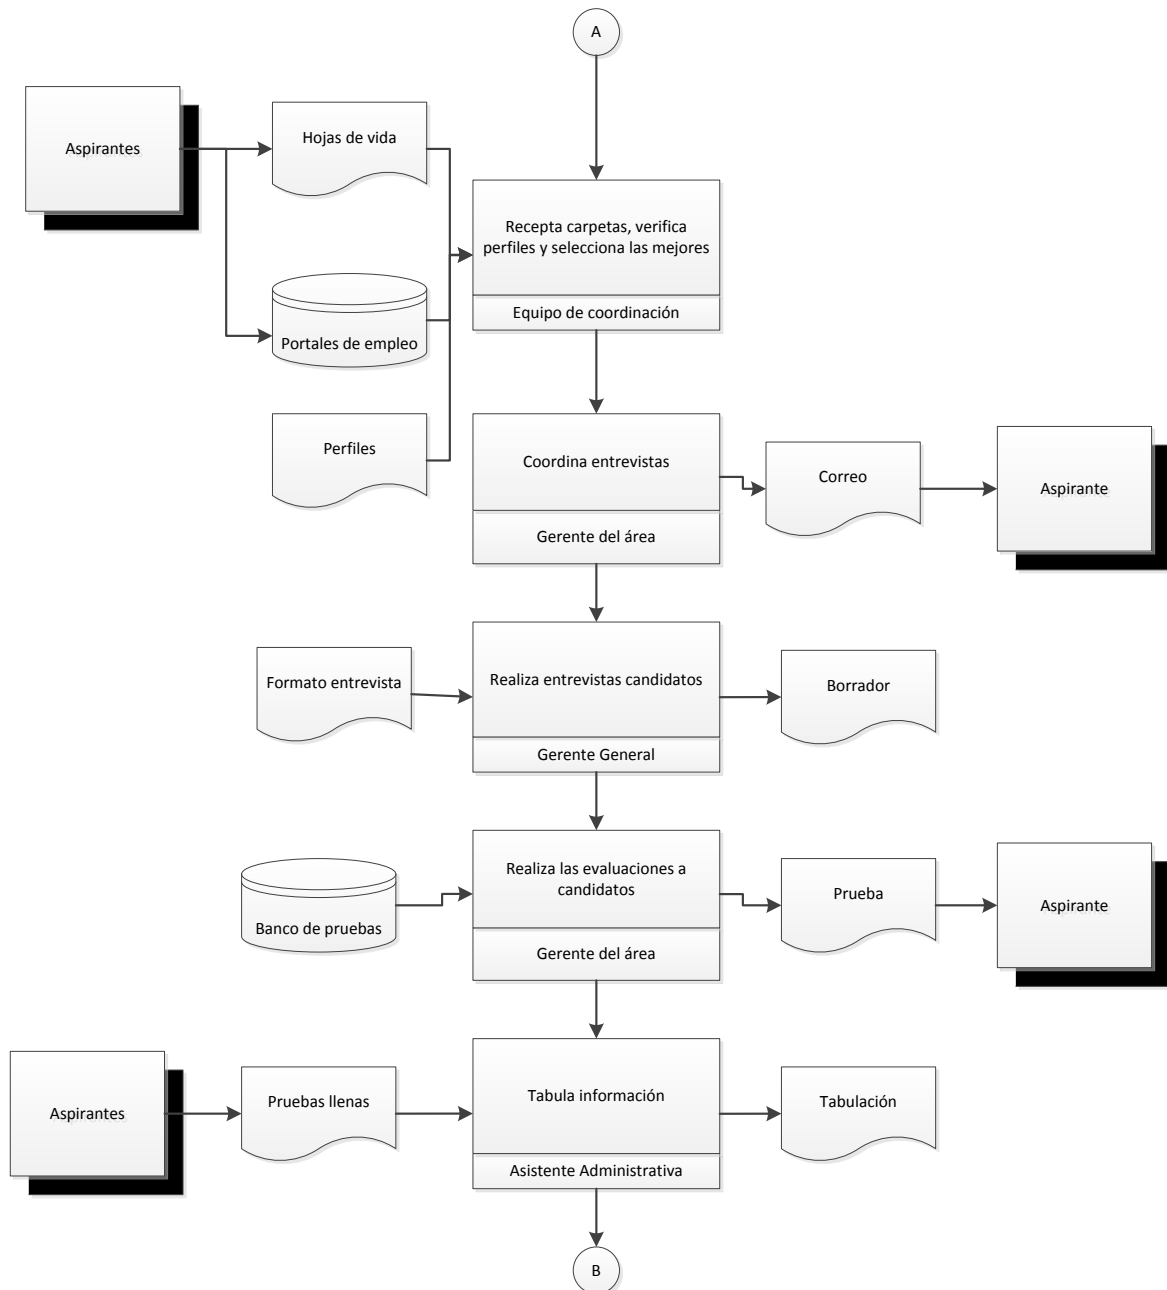 A
Aspirantes
Hojas de vida
Recepta carpetas, verifica
perfiles y selecciona las mejores
Equipo de coordinación
Portales de empleo
Perfiles
Coordina entrevistas
Gerente del área
Correo
Aspirante
Formato entrevista
Realiza entrevistas candidatos
Gerente General
Borrador
Banco de pruebas
Realiza las evaluaciones a
candidatos
Gerente del área
Prueba
Aspirante
Aspirantes
Pruebas llenas
Tabula información
Asistente Administrativa
Tabulación
B